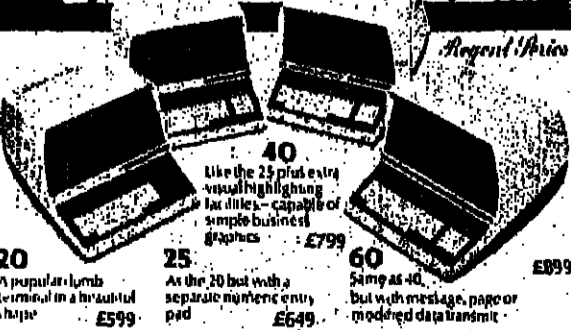 Regent Series
40
Like the 25 plus extra
visual highlighting
facilities – capable of
simple business
graphics £799
20
A popular dumb
terminal in a beautiful
shape £599
25
As the 20 but with a
separate numeric entry
pad £649
60
Same as 40,
but with message, page or
modified data transmit
£899